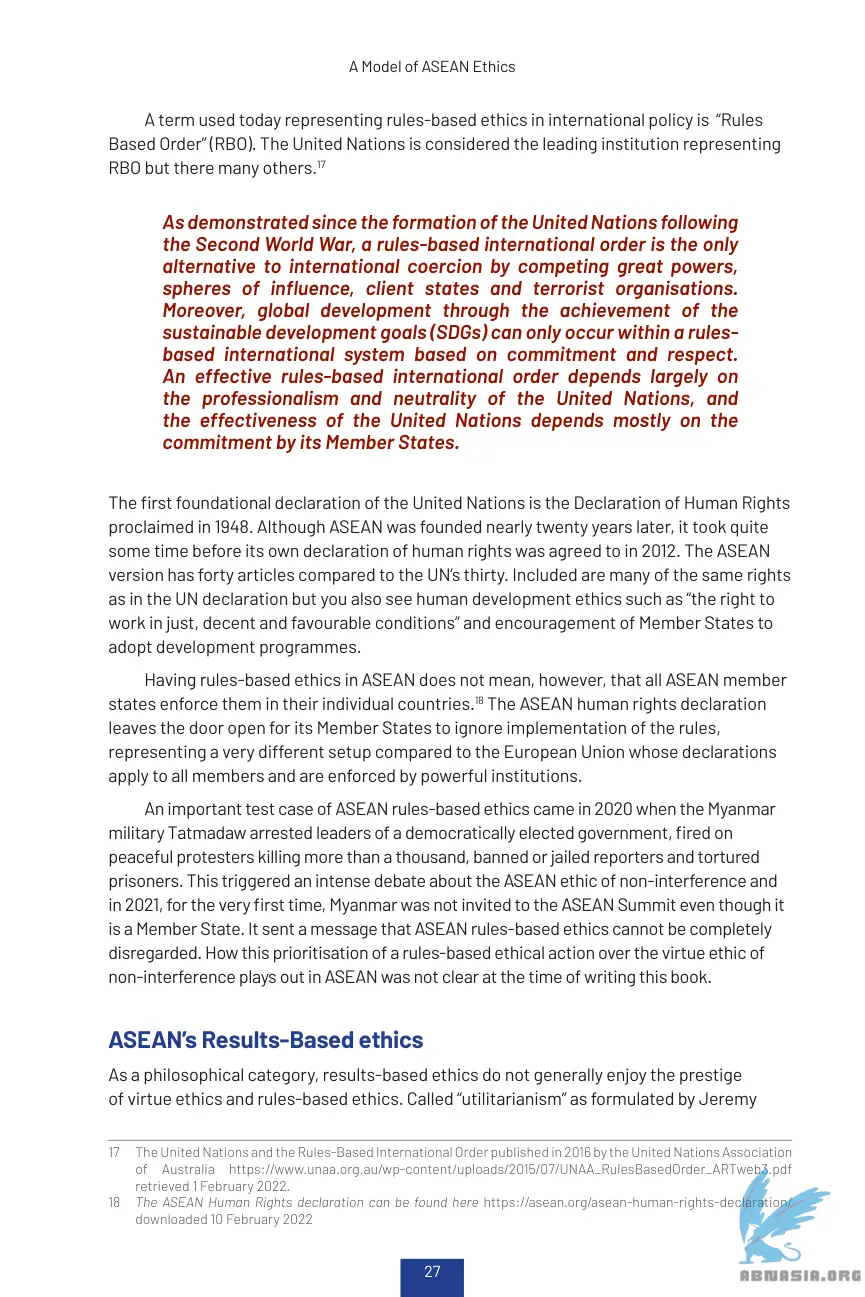 A Model of ASEAN Ethics
A term used today representing rules-based ethics in international policy is “Rules
Based Order” (RBO). The United Nations is considered the leading institution representing
RBO but there many others.17
As demonstrated since the formation of the United Nations following
the Second World War, a rules-based international order is the only
alternative to international coercion by competing great powers,
spheres of influence, client states and terrorist organisations.
Moreover, global development through the achievement of the
sustainable development goals (SDGs) can only occur within a rules-
based international system based on commitment and respect.
An effective rules-based international order depends largely on
the professionalism and neutrality of the United Nations, and
the effectiveness of the United Nations depends mostly on the
commitment by its Member States.
The first foundational declaration of the United Nations is the Declaration of Human Rights
proclaimed in 1948. Although ASEAN was founded nearly twenty years later, it took quite
some time before its own declaration of human rights was agreed to in 2012. The ASEAN
version has forty articles compared to the UN’s thirty. Included are many of the same rights
as in the UN declaration but you also see human development ethics such as “the right to
work in just, decent and favourable conditions” and encouragement of Member States to
adopt development programmes.
Having rules-based ethics in ASEAN does not mean, however, that all ASEAN member
states enforce them in their individual countries.18 The ASEAN human rights declaration
leaves the door open for its Member States to ignore implementation of the rules,
representing a very different setup compared to the European Union whose declarations
apply to all members and are enforced by powerful institutions.
An important test case of ASEAN rules-based ethics came in 2020 when the Myanmar
military Tatmadaw arrested leaders of a democratically elected government, fired on
peaceful protesters killing more than a thousand, banned or jailed reporters and tortured
prisoners. This triggered an intense debate about the ASEAN ethic of non-interference and
in 2021, for the very first time, Myanmar was not invited to the ASEAN Summit even though it
is a Member State. It sent a message that ASEAN rules-based ethics cannot be completely
disregarded. How this prioritisation of a rules-based ethical action over the virtue ethic of
non-interference plays out in ASEAN was not clear at the time of writing this book.
ASEAN’s Results-Based ethics
As a philosophical category, results-based ethics do not generally enjoy the prestige
of virtue ethics and rules-based ethics. Called “utilitarianism” as formulated by Jeremy
17 The United Nations and the Rules-Based International Order published in 2016 by the United Nations Association
of Australia https://www.unaa.org.au/wp-content/uploads/2015/07/UNAA_RulesBasedOrder_ARTweb3.pdf
retrieved 1 February 2022.
18 The ASEAN Human Rights declaration can be found here https://asean.org/asean-human-rights-declaration/
downloaded 10 February 2022
27
ABNASIA.ORG